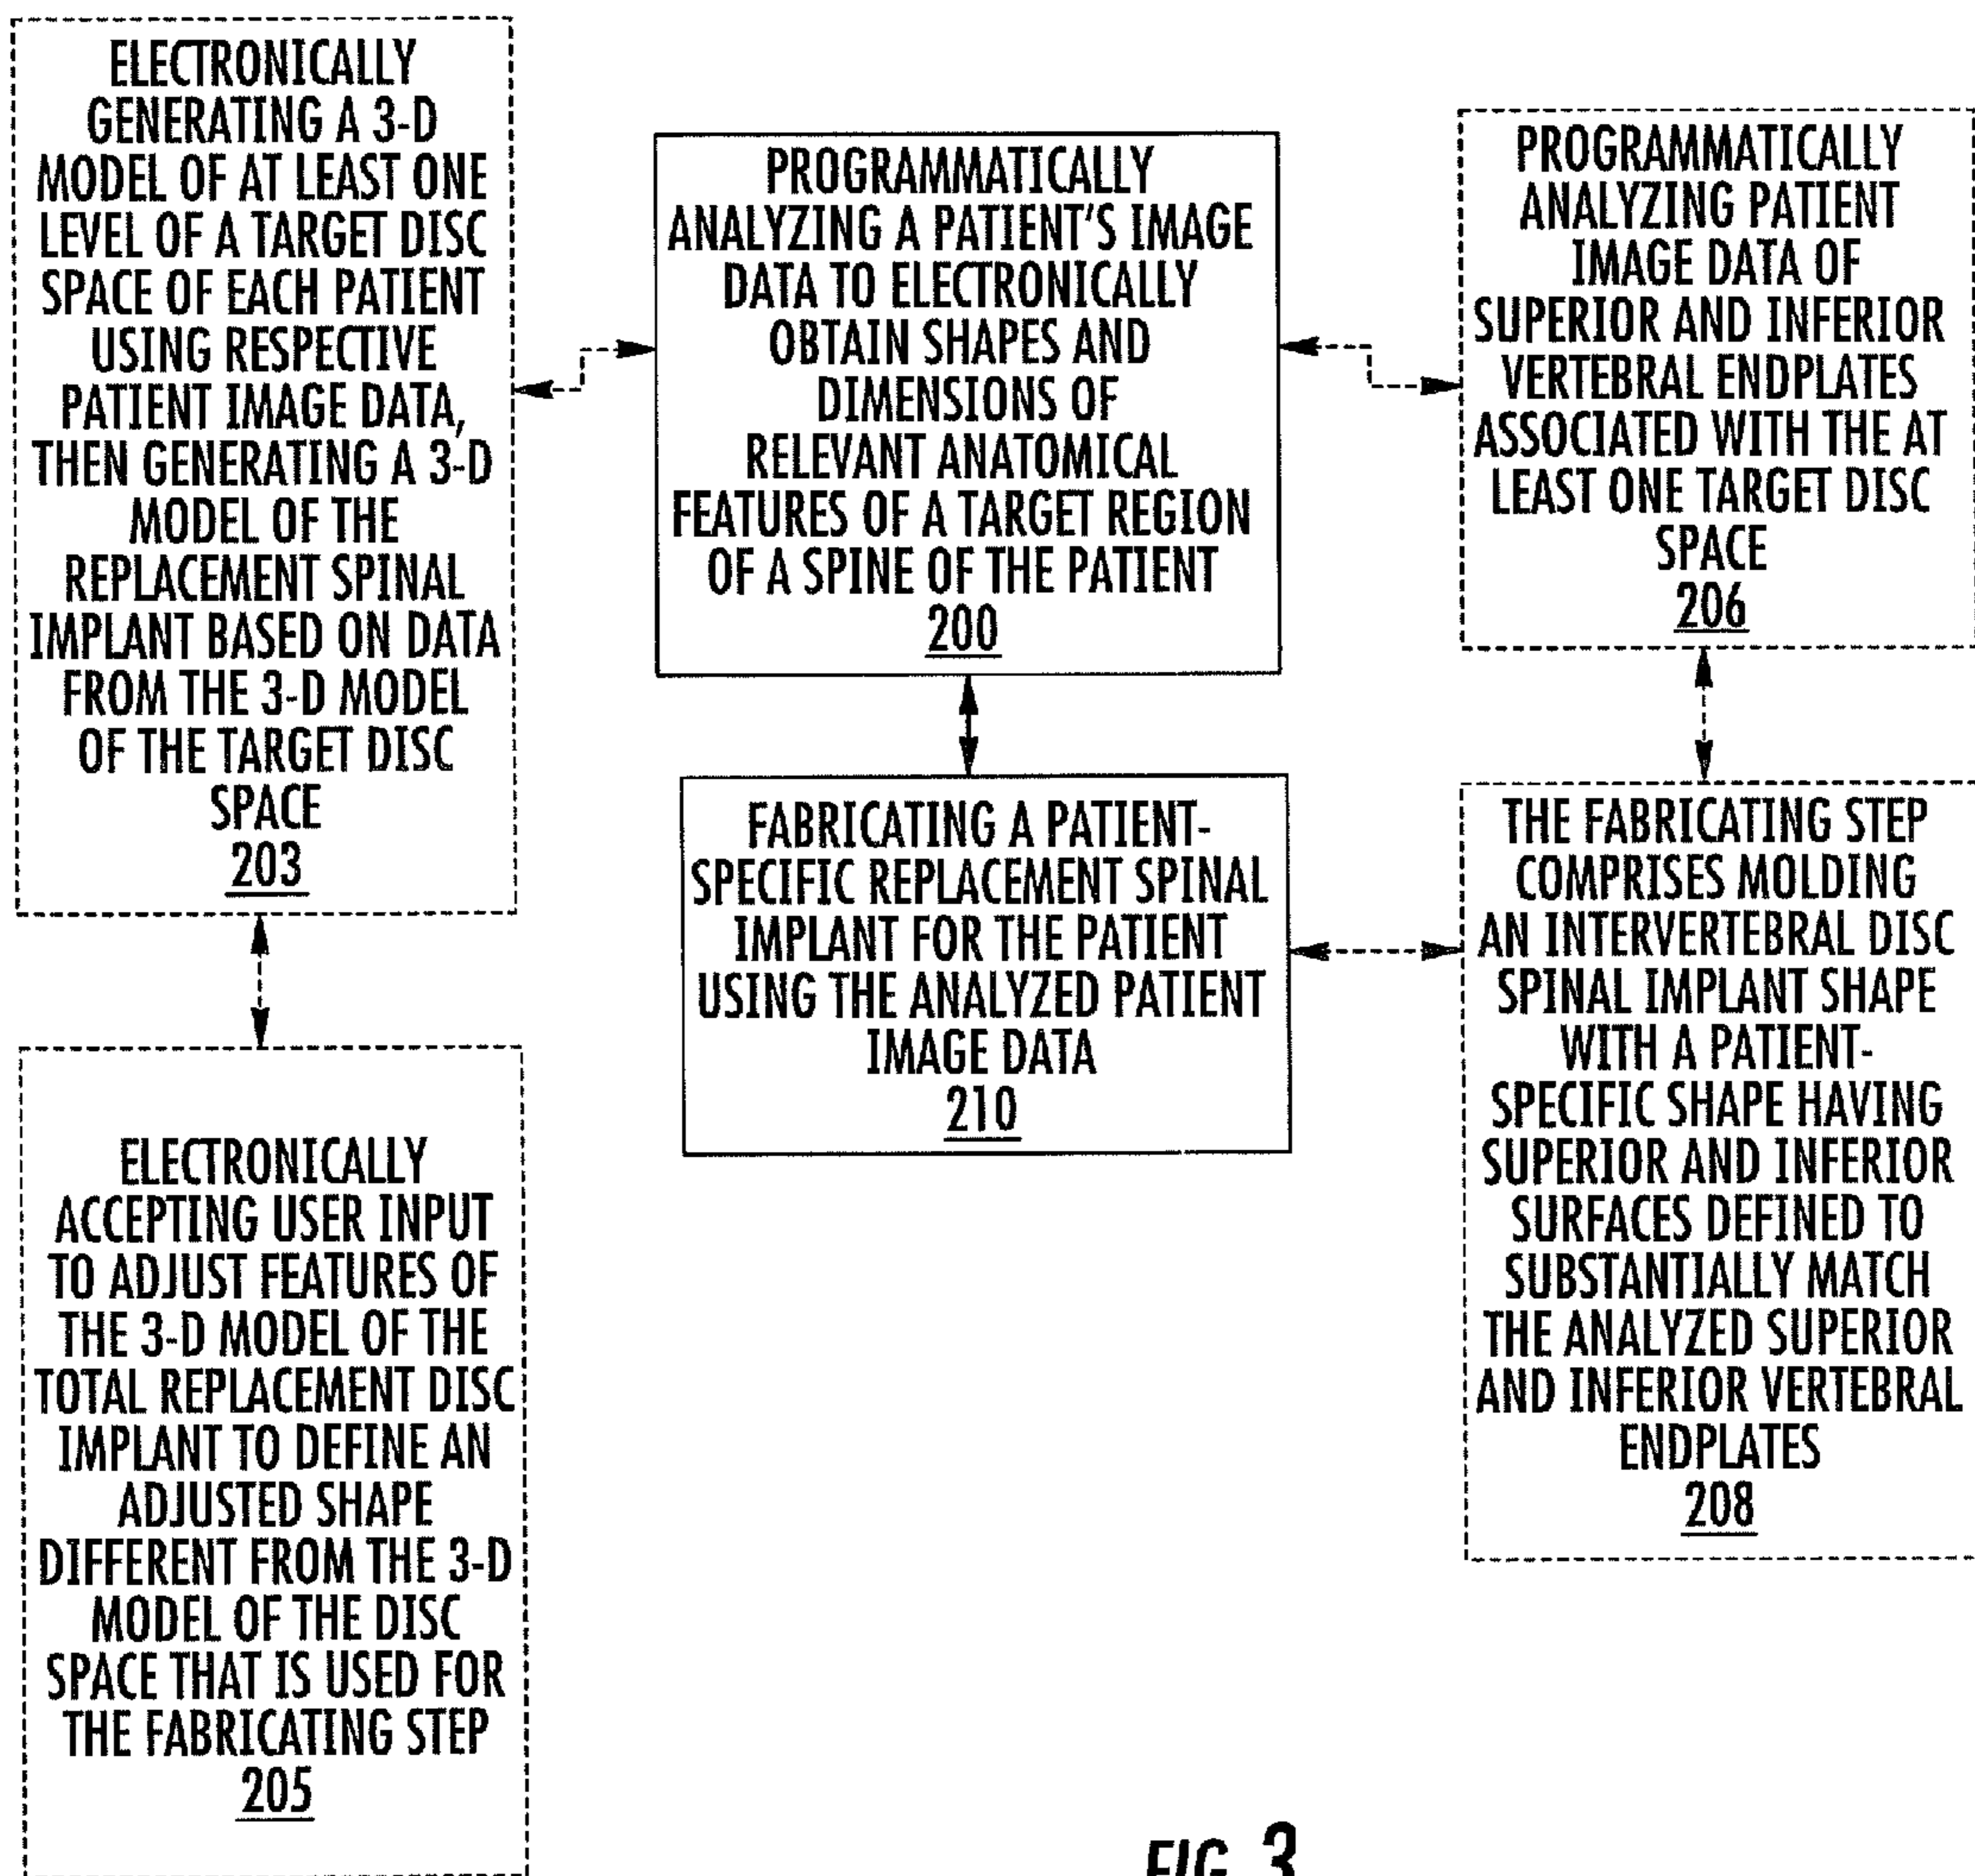 ELECTRONICALLY
GENERATING A 3-D
MODEL OF AT LEAST ONE
LEVEL OF A TARGET DISC
SPACE OF EACH PATIENT
USING RESPECTIVE
PATIENT IMAGE DATA,
THEN GENERATING A 3-D
MODEL OF THE
REPLACEMENT SPINAL
IMPLANT BASED ON DATA
FROM THE 3-D MODEL
OF THE TARGET DISC
SPACE
203
ELECTRONICALLY
ACCEPTING USER INPUT
TO ADJUST FEATURES OF
THE 3-D MODEL OF THE
TOTAL REPLACEMENT DISC
IMPLANT TO DEFINE AN
ADJUSTED SHAPE
DIFFERENT FROM THE 3-D
MODEL OF THE DISC
SPACE THAT IS USED FOR
THE FABRICATING STEP
205
PROGRAMMATICALLY
ANALYZING A PATIENT'S IMAGE
DATA TO ELECTRONICALLY
OBTAIN SHAPES AND
DIMENSIONS OF
RELEVANT ANATOMICAL
FEATURES OF A TARGET REGION
OF A SPINE OF THE PATIENT
200
FABRICATING A PATIENT-
SPECIFIC REPLACEMENT SPINAL
IMPLANT FOR THE PATIENT
USING THE ANALYZED PATIENT
IMAGE DATA
210
PROGRAMMATICALLY
ANALYZING PATIENT
IMAGE DATA OF
SUPERIOR AND INFERIOR
VERTEBRAL ENDPLATES
ASSOCIATED WITH THE AT
LEAST ONE TARGET DISC
SPACE
206
THE FABRICATING STEP
COMPRISES MOLDING
AN INTERVERTEBRAL DISC
SPINAL IMPLANT SHAPE
WITH A PATIENT-
SPECIFIC SHAPE HAVING
SUPERIOR AND INFERIOR
SURFACES DEFINED TO
SUBSTANTIALLY MATCH
THE ANALYZED SUPERIOR
AND INFERIOR VERTEBRAL
ENDPLATES
208
FIG. 3